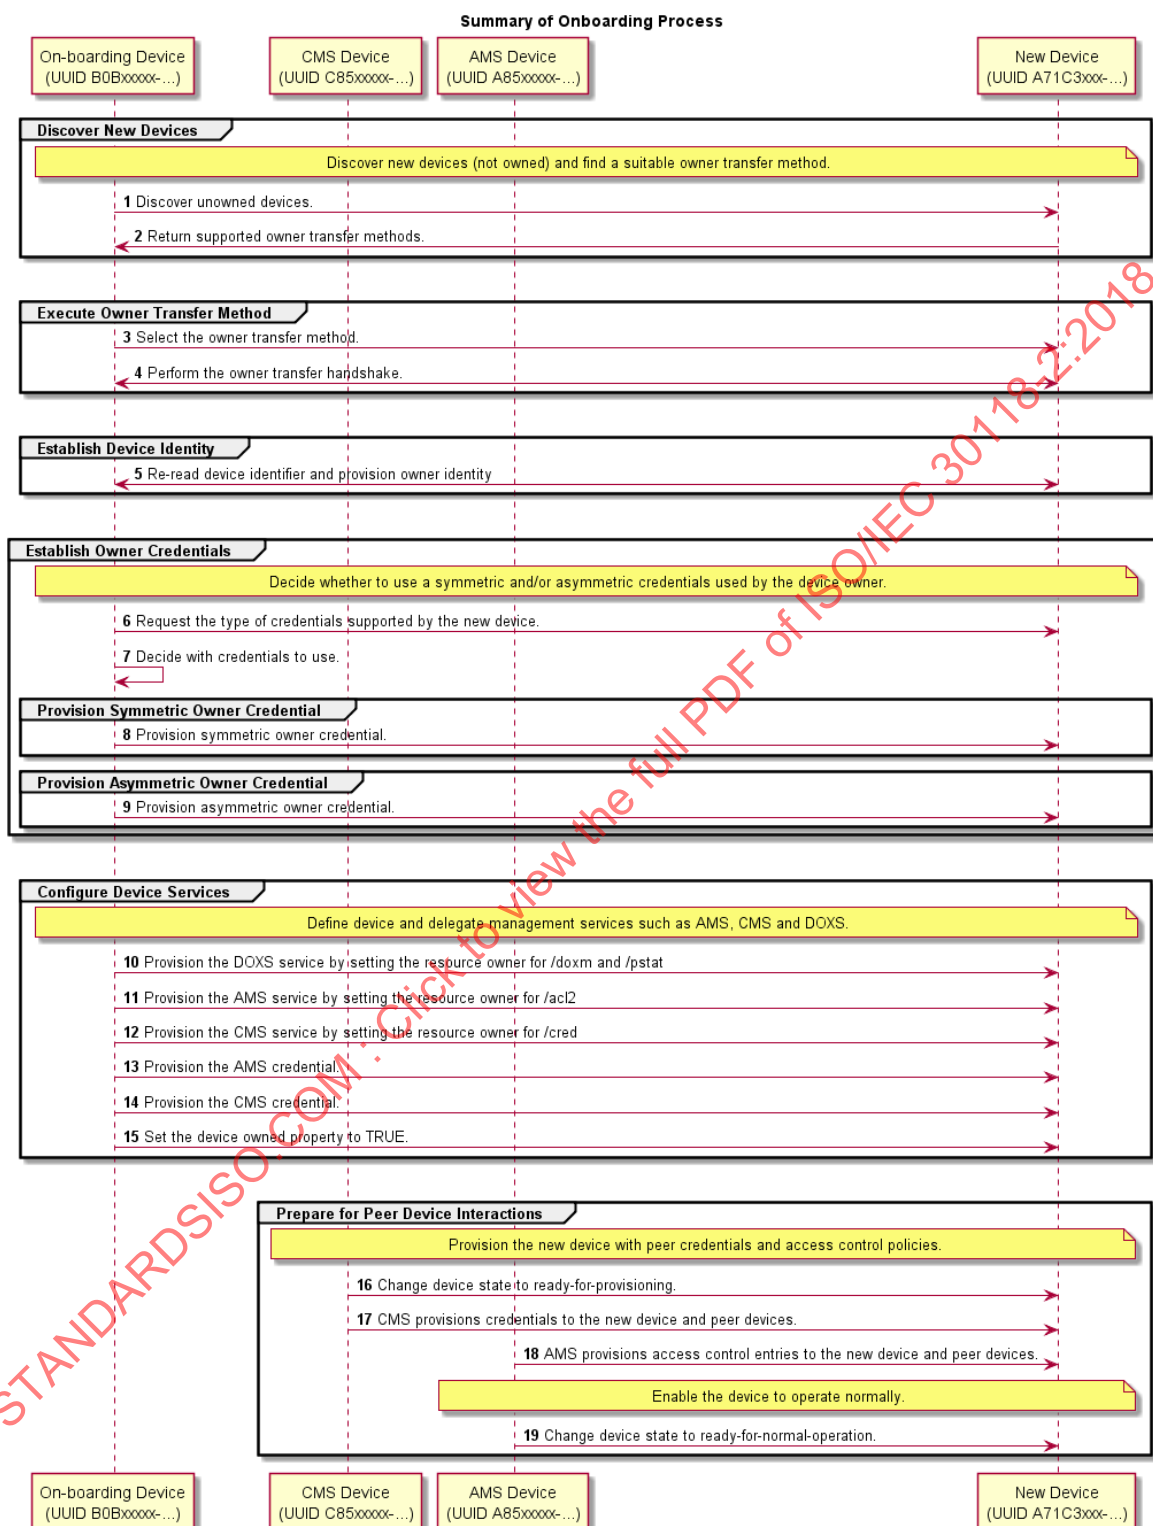 Summary of Onboarding Process
On-boarding Device
(UUID B0Bxxxxx-...)
CMS Device
(UUID C85xxxxx-...)
AMS Device
(UUID A85xxxxx-...)
New Device
(UUID A71C3xxx-...)
Discover New Devices
Discover new devices (not owned) and find a suitable owner transfer method.
1 Discover unowned devices.
2 Return supported owner transfer methods.
Execute Owner Transfer Method
3 Select the owner transfer method.
4 Perform the owner transfer handshake.
Establish Device Identity
5 Re-read device identifier and provision owner identity
Establish Owner Credentials
Decide whether to use a symmetric and/or asymmetric credentials used by the device owner.
6 Request the type of credentials supported by the new device.
7 Decide with credentials to use.
Provision Symmetric Owner Credential
8 Provision symmetric owner credential.
Provision Asymmetric Owner Credential
9 Provision asymmetric owner credential.
Configure Device Services
Define device and delegate management services such as AMS, CMS and DOXS.
10 Provision the DOXS service by setting the resource owner for /doxm and /pstat
11 Provision the AMS service by setting the resource owner for /acl2
12 Provision the CMS service by setting the resource owner for /cred
13 Provision the AMS credential.
14 Provision the CMS credential.
15 Set the device owned property to TRUE.
Prepare for Peer Device Interactions
Provision the new device with peer credentials and access control policies.
16 Change device state to ready-for-provisioning.
17 CMS provisions credentials to the new device and peer devices.
18 AMS provisions access control entries to the new device and peer devices.
Enable the device to operate normally.
19 Change device state to ready-for-normal-operation.
On-boarding Device
(UUID B0Bxxxxx-...)
CMS Device
(UUID C85xxxxx-...)
AMS Device
(UUID A85xxxxx-...)
New Device
(UUID A71C3xxx-...)
STANDARDSISO.COM : Click to view the full PDF of ISO/IEC 30118-2:2018